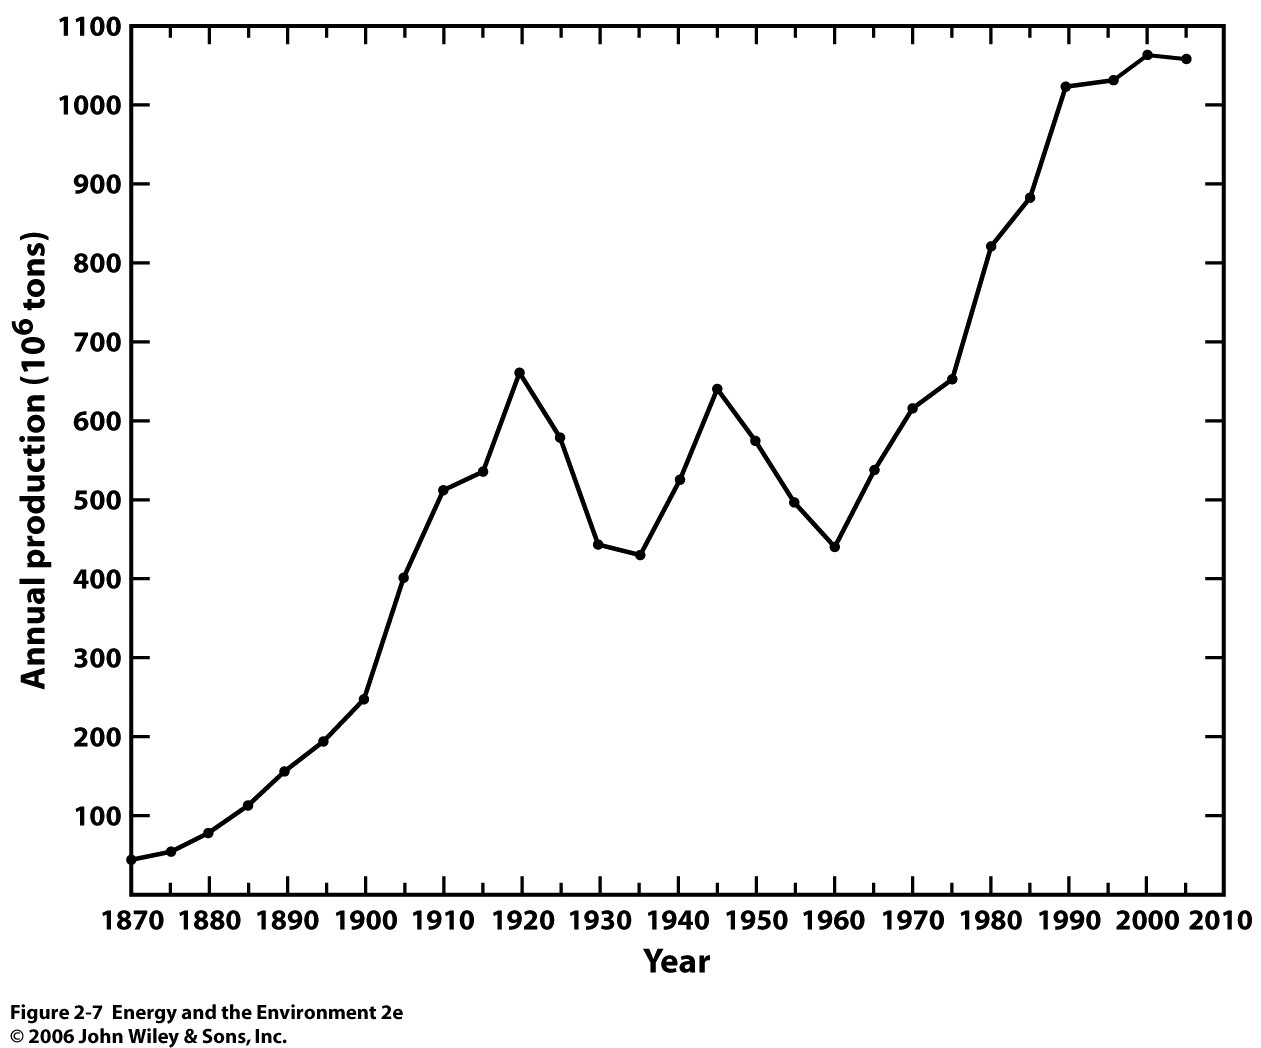 1100
1000
900
800
700
600
500
400
300
200
100
Annual production (10⁶ tons)
1870 1880 1890 1900 1910 1920 1930 1940 1950 1960 1970 1980 1990 2000 2010
Year
Figure 2-7 Energy and the Environment 2e
© 2006 John Wiley & Sons, Inc.